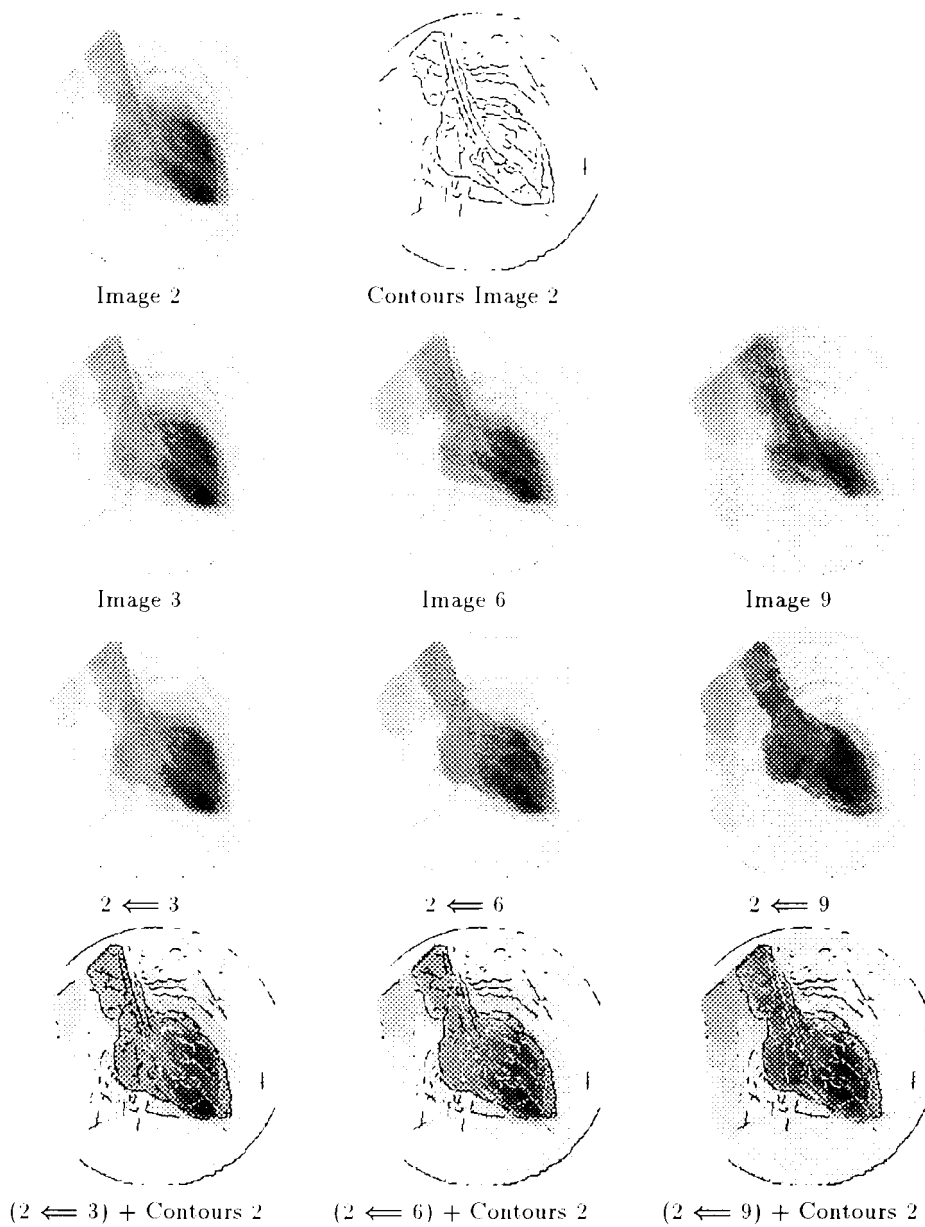 Image 2 Contours Image 2
Image 3 Image 6 Image 9
2 ⟸ 3 2 ⟸ 6 2 ⟸ 9
(2 ⟸ 3) + Contours 2 (2 ⟸ 6) + Contours 2 (2 ⟸ 9) + Contours 2